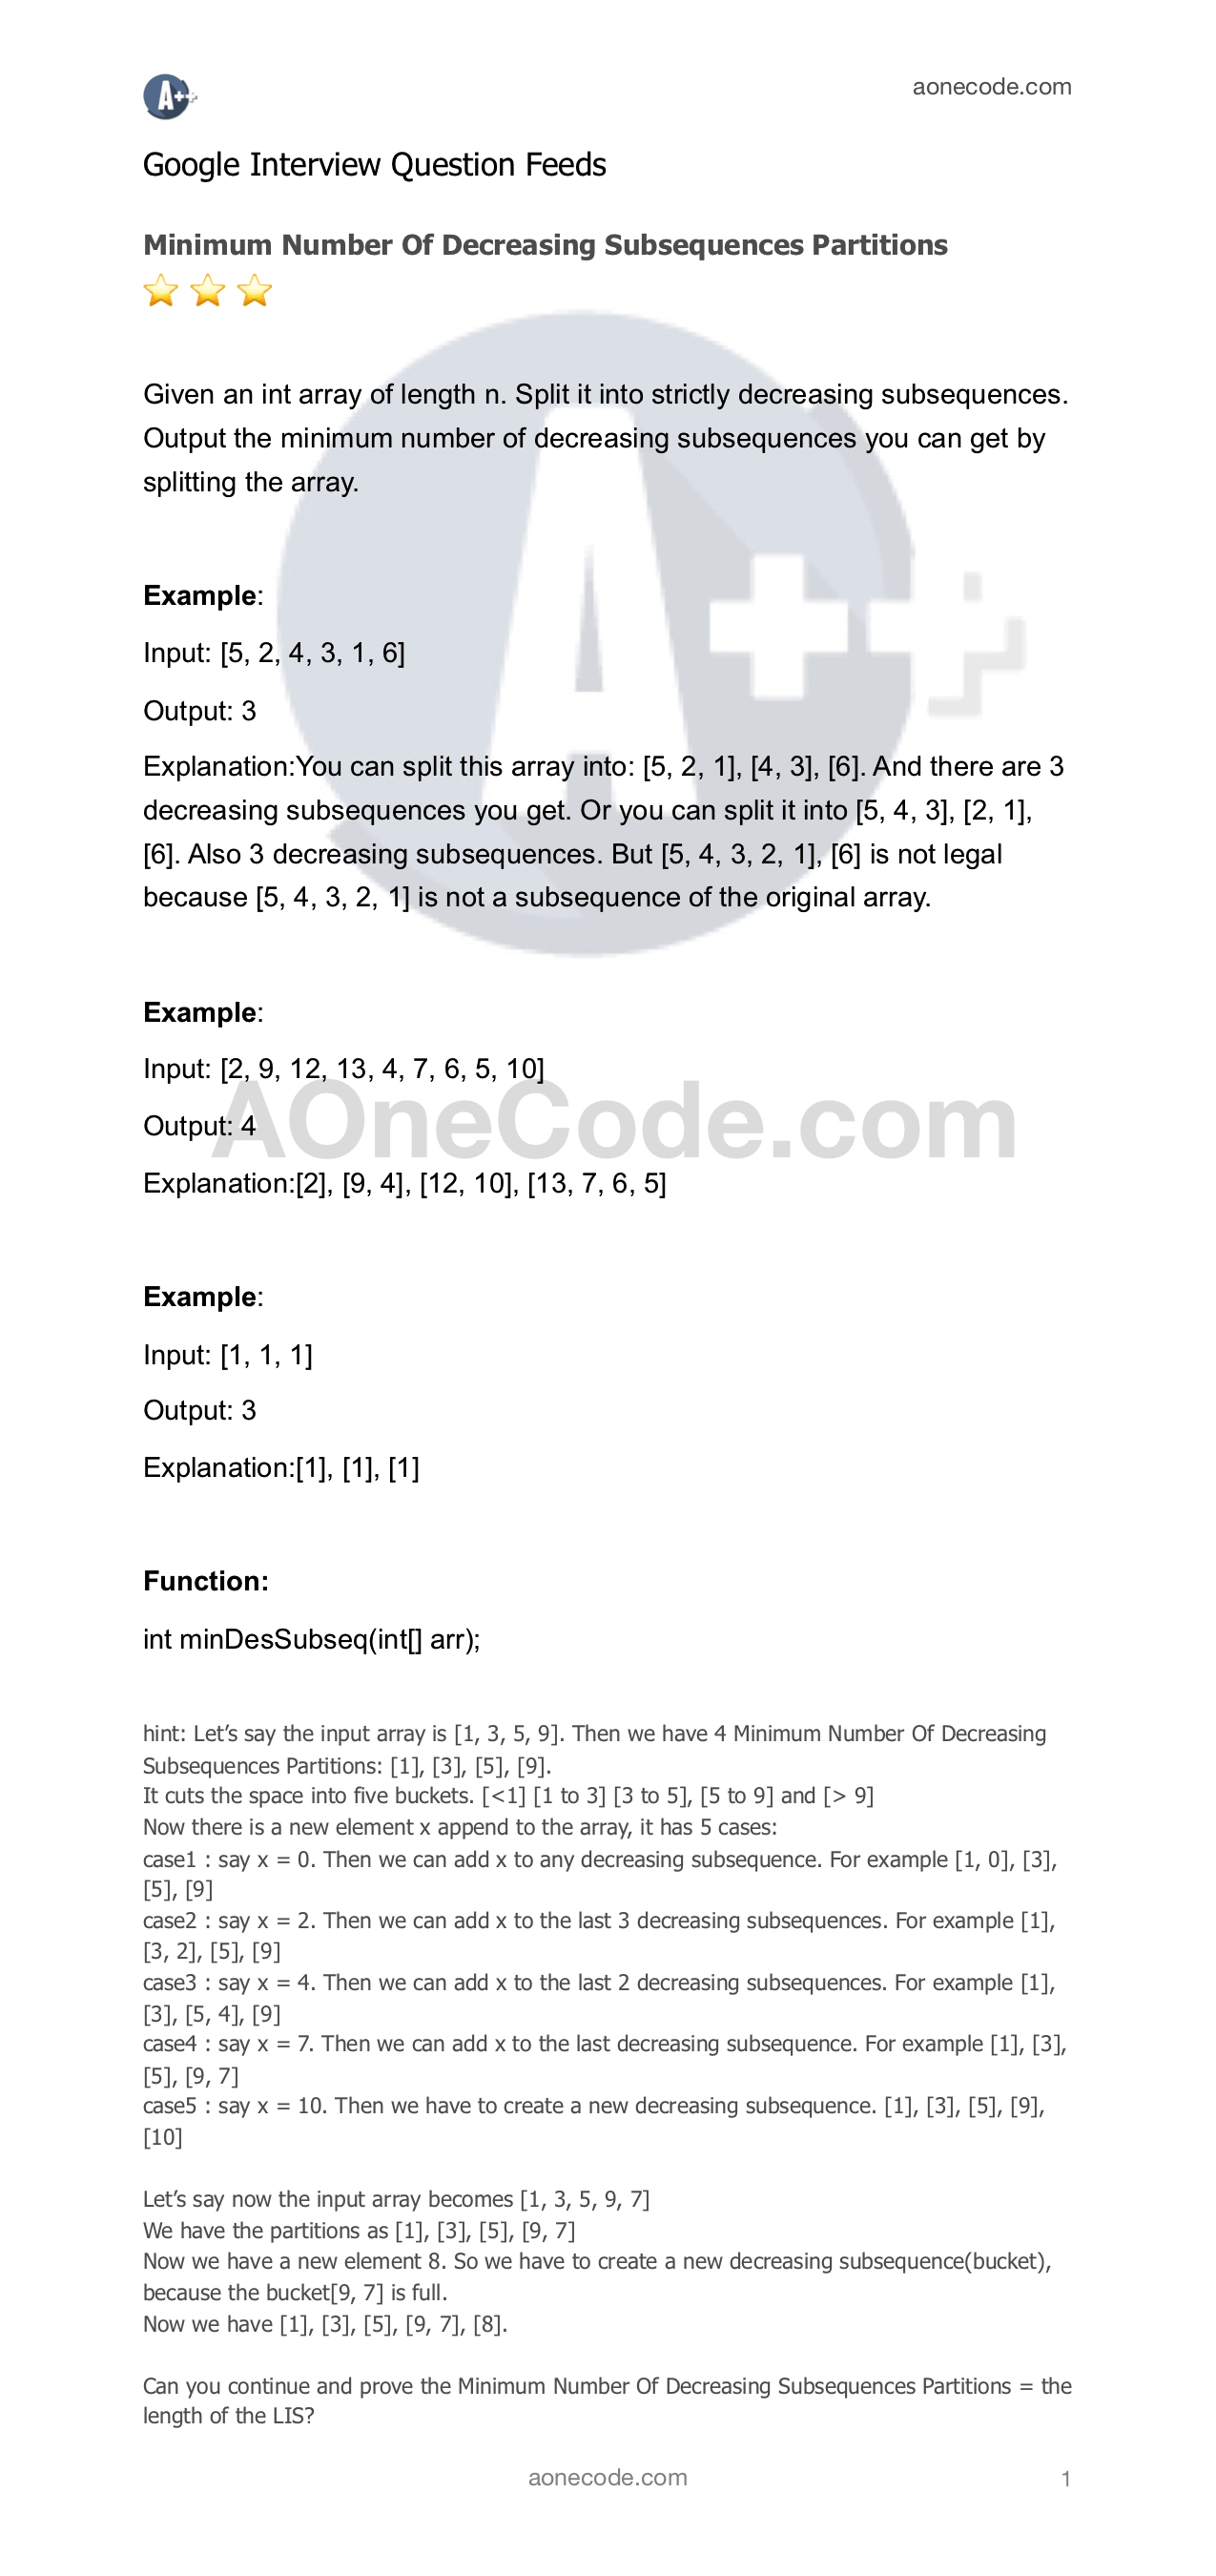 A++
aonecode.com
Google Interview Question Feeds
Minimum Number Of Decreasing Subsequences Partitions
Given an int array of length n. Split it into strictly decreasing subsequences.
Output the minimum number of decreasing subsequences you can get by
splitting the array.
Example:
Input: [5, 2, 4, 3, 1, 6]
Output: 3
Explanation:You can split this array into: [5, 2, 1], [4, 3], [6]. And there are 3
decreasing subsequences you get. Or you can split it into [5, 4, 3], [2, 1],
[6]. Also 3 decreasing subsequences. But [5, 4, 3, 2, 1], [6] is not legal
because [5, 4, 3, 2, 1] is not a subsequence of the original array.
A++
Example:
Input: [2, 9, 12, 13, 4, 7, 6, 5, 10]
AOneCode.com
Output: 4
Explanation:[2], [9, 4], [12, 10], [13, 7, 6, 5]
Example:
Input: [1, 1, 1]
Output: 3
Explanation:[1], [1], [1]
Function:
int minDesSubseq(int[] arr);
hint: Let’s say the input array is [1, 3, 5, 9]. Then we have 4 Minimum Number Of Decreasing
Subsequences Partitions: [1], [3], [5], [9].
It cuts the space into five buckets. [<1] [1 to 3] [3 to 5], [5 to 9] and [> 9]
Now there is a new element x append to the array, it has 5 cases:
case1 : say x = 0. Then we can add x to any decreasing subsequence. For example [1, 0], [3],
[5], [9]
case2 : say x = 2. Then we can add x to the last 3 decreasing subsequences. For example [1],
[3, 2], [5], [9]
case3 : say x = 4. Then we can add x to the last 2 decreasing subsequences. For example [1],
[3], [5, 4], [9]
case4 : say x = 7. Then we can add x to the last decreasing subsequence. For example [1], [3],
[5], [9, 7]
case5 : say x = 10. Then we have to create a new decreasing subsequence. [1], [3], [5], [9],
[10]
Let’s say now the input array becomes [1, 3, 5, 9, 7]
We have the partitions as [1], [3], [5], [9, 7]
Now we have a new element 8. So we have to create a new decreasing subsequence(bucket),
because the bucket[9, 7] is full.
Now we have [1], [3], [5], [9, 7], [8].
Can you continue and prove the Minimum Number Of Decreasing Subsequences Partitions = the
length of the LIS?
aonecode.com
1